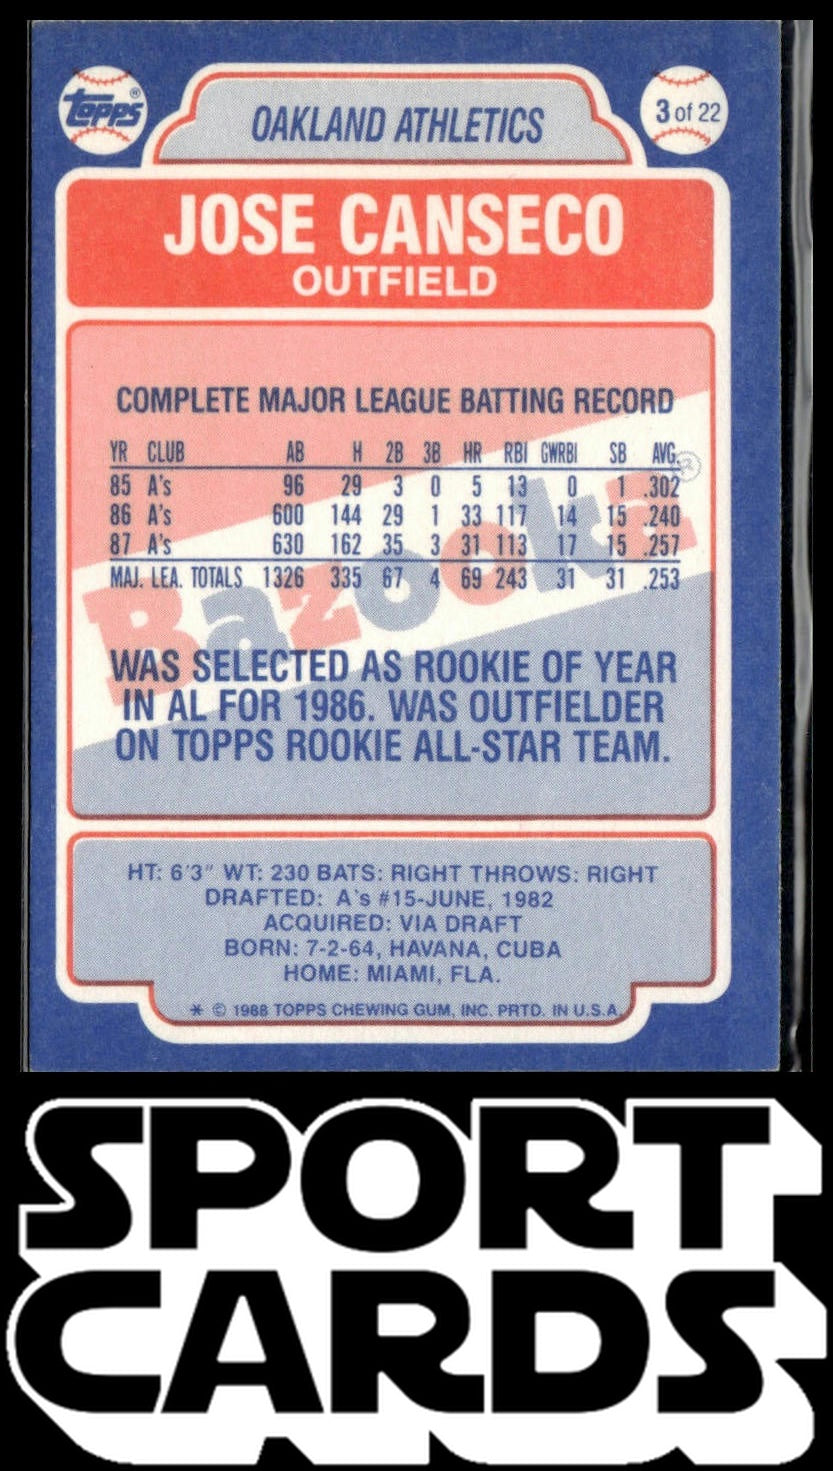 Topps®
OAKLAND ATHLETICS
3 of 22
JOSE CANSECO
OUTFIELD
COMPLETE MAJOR LEAGUE BATTING RECORD
YR CLUB AB H 2B 3B HR RBI GWRBI SB AVG.
85 A's 96 29 3 0 5 13 0 1 .302
86 A's 600 144 29 1 33 117 14 15 .240
87 A's 630 162 35 3 31 113 17 15 .257
MAJ. LEA. TOTALS 1326 335 67 4 69 243 31 31 .253
Bazooka®
WAS SELECTED AS ROOKIE OF YEAR
IN AL FOR 1986. WAS OUTFIELDER
ON TOPPS ROOKIE ALL-STAR TEAM.
HT: 6'3" WT: 230 BATS: RIGHT THROWS: RIGHT
DRAFTED: A's #15-JUNE, 1982
ACQUIRED: VIA DRAFT
BORN: 7-2-64, HAVANA, CUBA
HOME: MIAMI, FLA.
* © 1988 TOPPS CHEWING GUM, INC. PRTD. IN U.S.A.
SPORT
CARDS